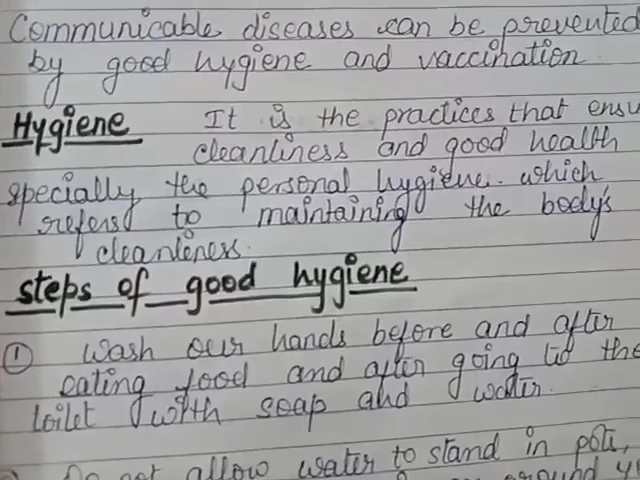 Communicable diseases can be prevented
by good hygiene and vaccination
Hygiene It is the practices that ensu
cleanliness and good health
specially the personal hygiene. which
refers to maintaining the body's
cleanliness.
steps of good hygiene
① Wash our hands before and after
eating food and after going to the
toilet with soap and water.
Do not allow water to stand in pots,
around